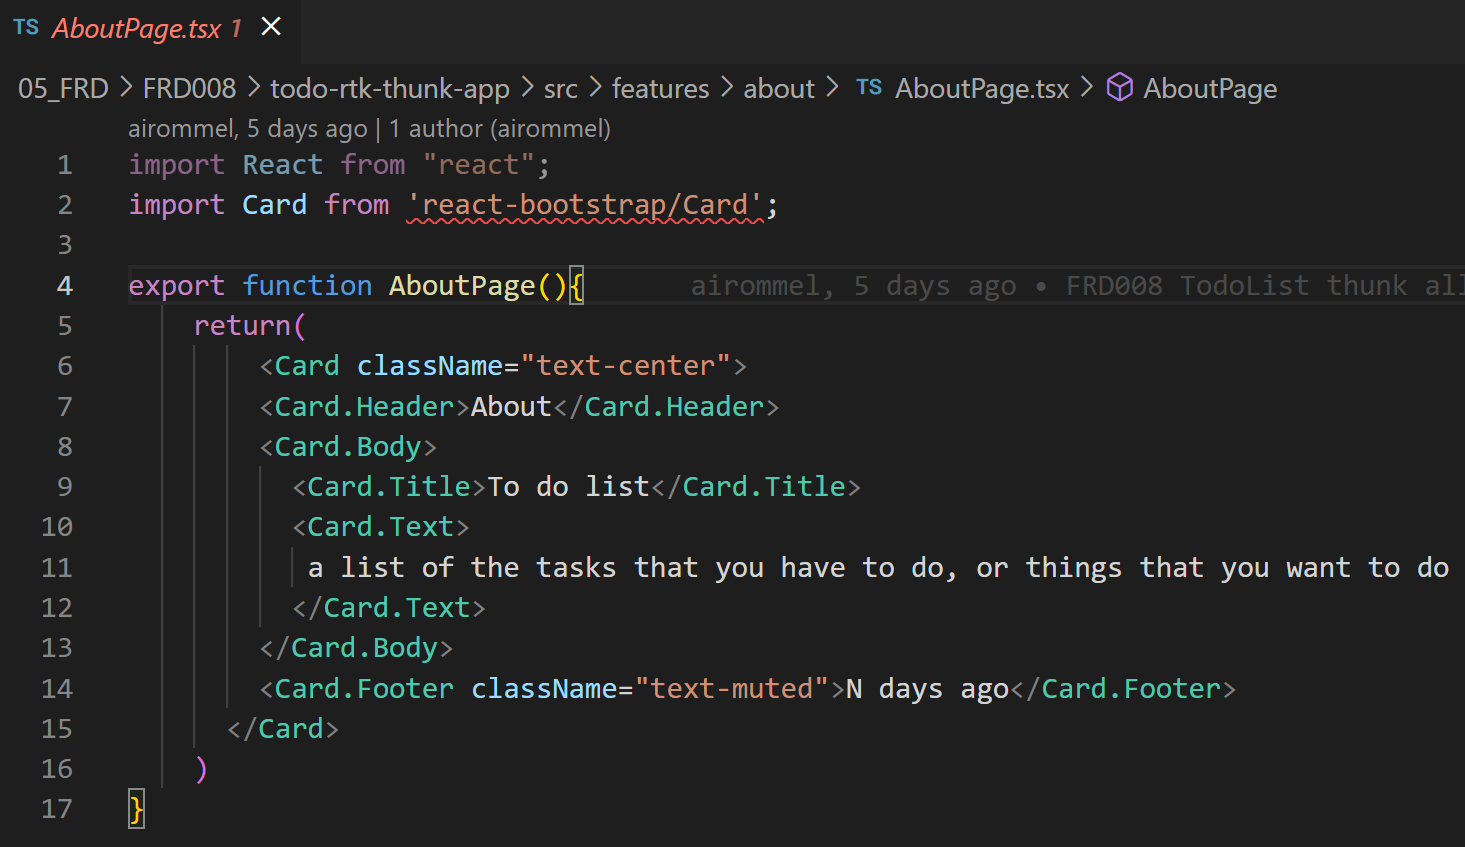 TS AboutPage.tsx 1 ×
05_FRD > FRD008 > todo-rtk-thunk-app > src > features > about > TS AboutPage.tsx > AboutPage
airommel, 5 days ago | 1 author (airommel)
1 import React from "react";
2 import Card from 'react-bootstrap/Card';
3
4 export function AboutPage(){ airommel, 5 days ago • FRD008 TodoList thunk
5 return(
6 <Card className="text-center">
7 <Card.Header>About</Card.Header>
8 <Card.Body>
9 <Card.Title>To do list</Card.Title>
10 <Card.Text>
11 a list of the tasks that you have to do, or things that you want to do
12 </Card.Text>
13 </Card.Body>
14 <Card.Footer className="text-muted">N days ago</Card.Footer>
15 </Card>
16 )
17 }